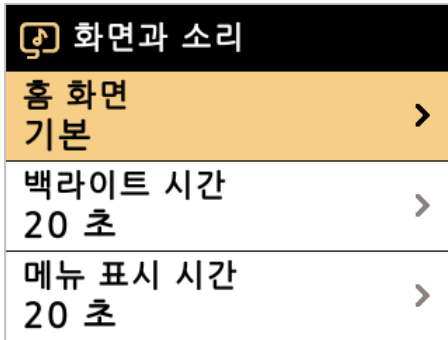 화면과 소리
홈 화면
기본
백라이트 시간
20 초
메뉴 표시 시간
20 초